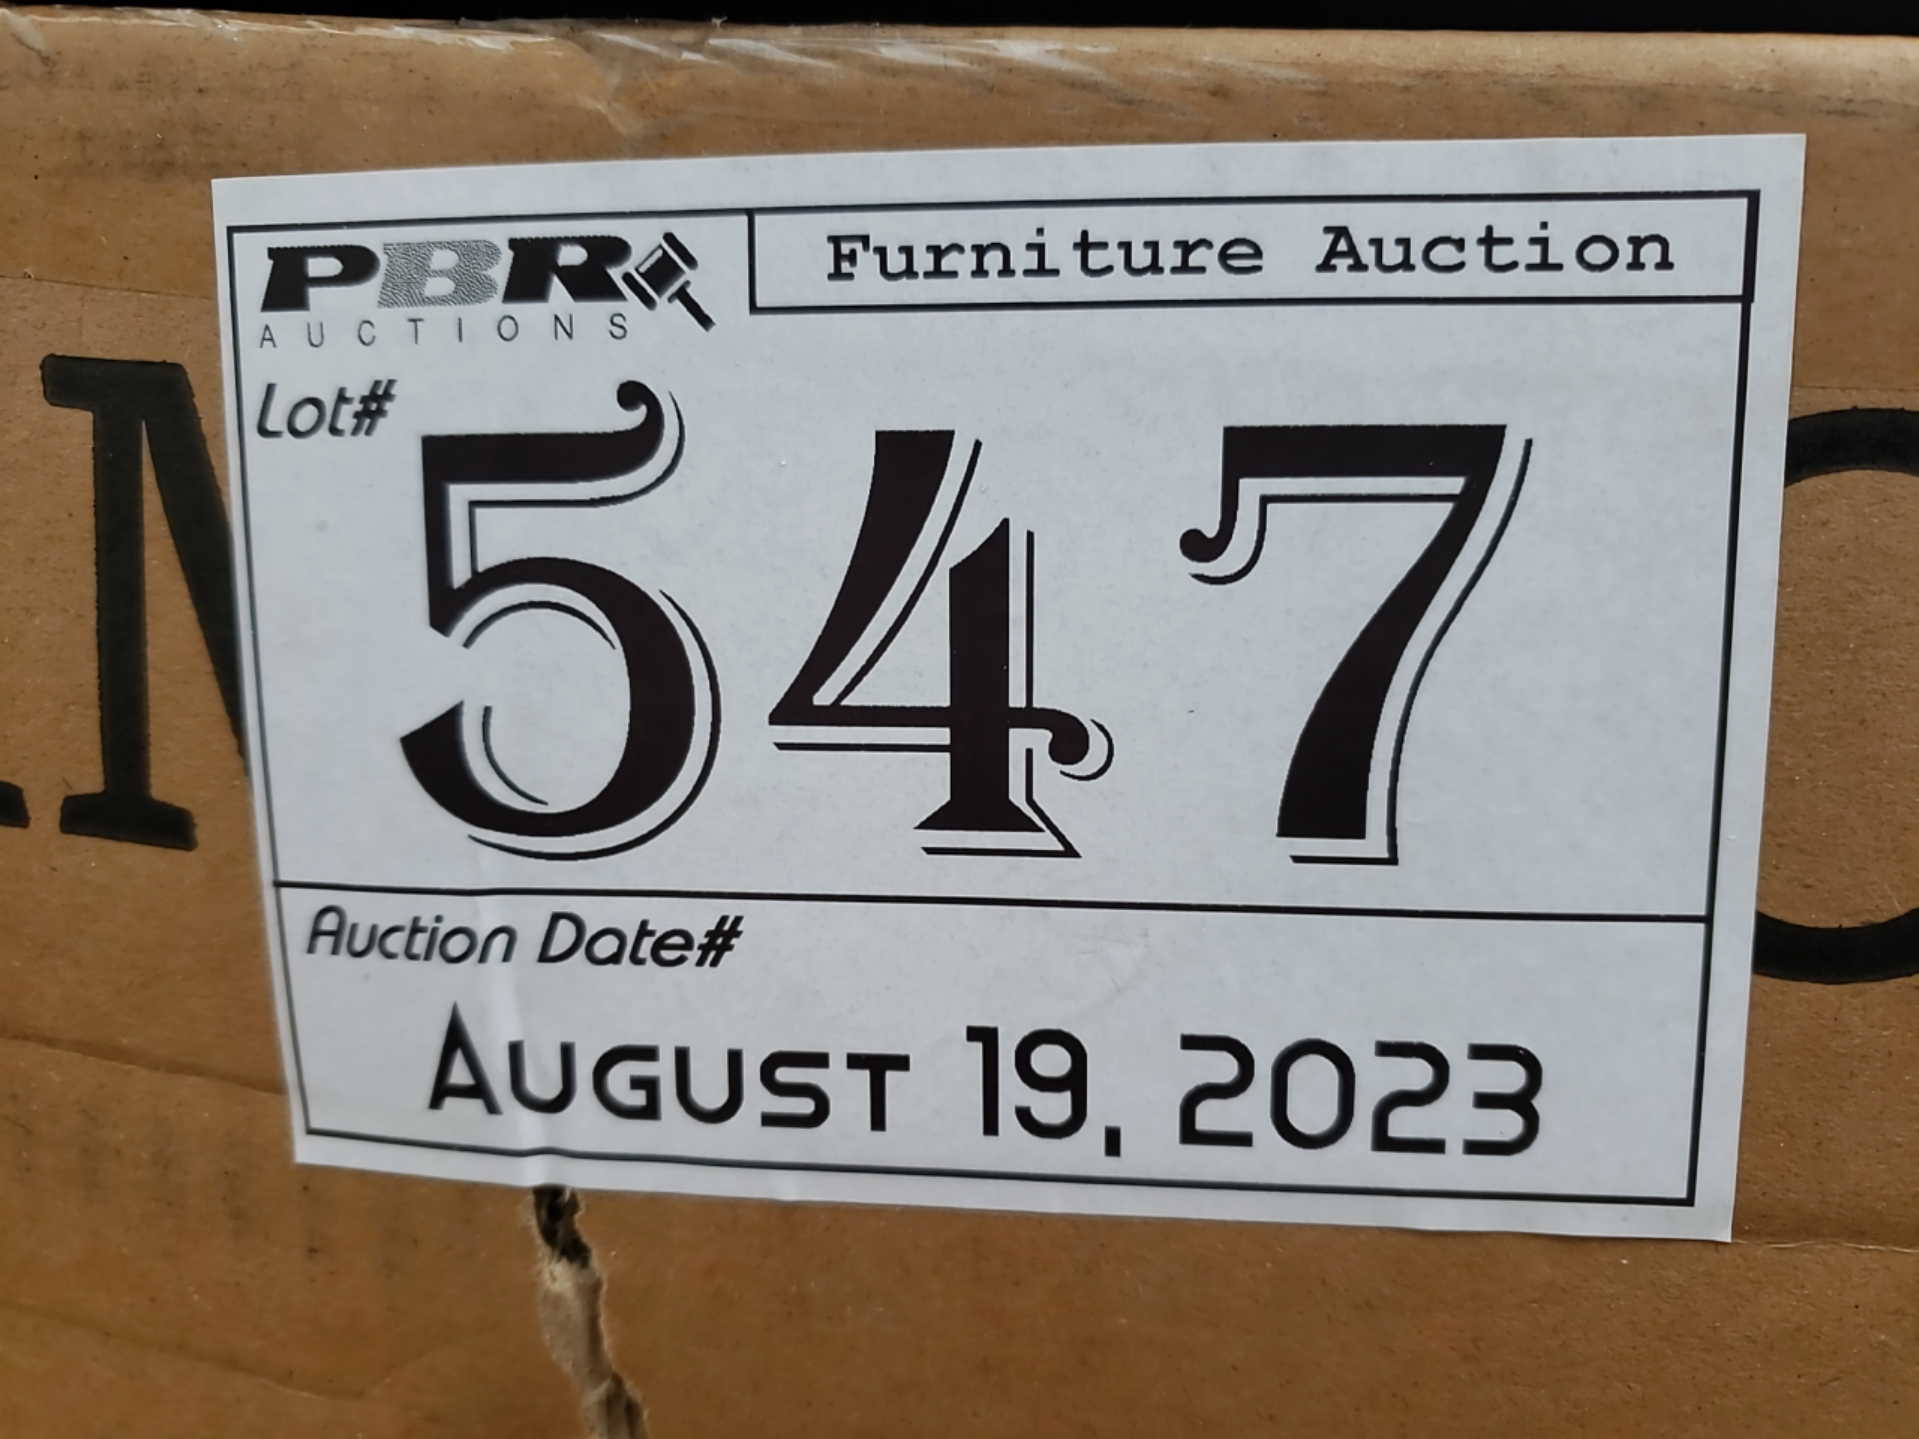 PBR
AUCTIONS
Furniture Auction
Lot#
547
Auction Date#
AUGUST 19, 2023